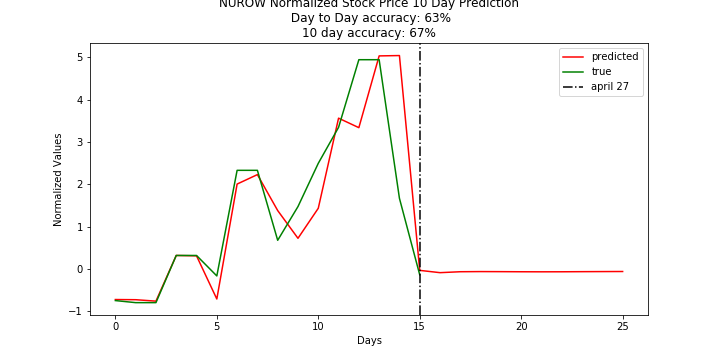 NUROW Normalized Stock Price 10 Day Prediction
Day to Day accuracy: 63%
10 day accuracy: 67%
predicted
true
april 27
Normalized Values
5
4
3
2
1
0
−1
0
5
10
15
20
25
Days